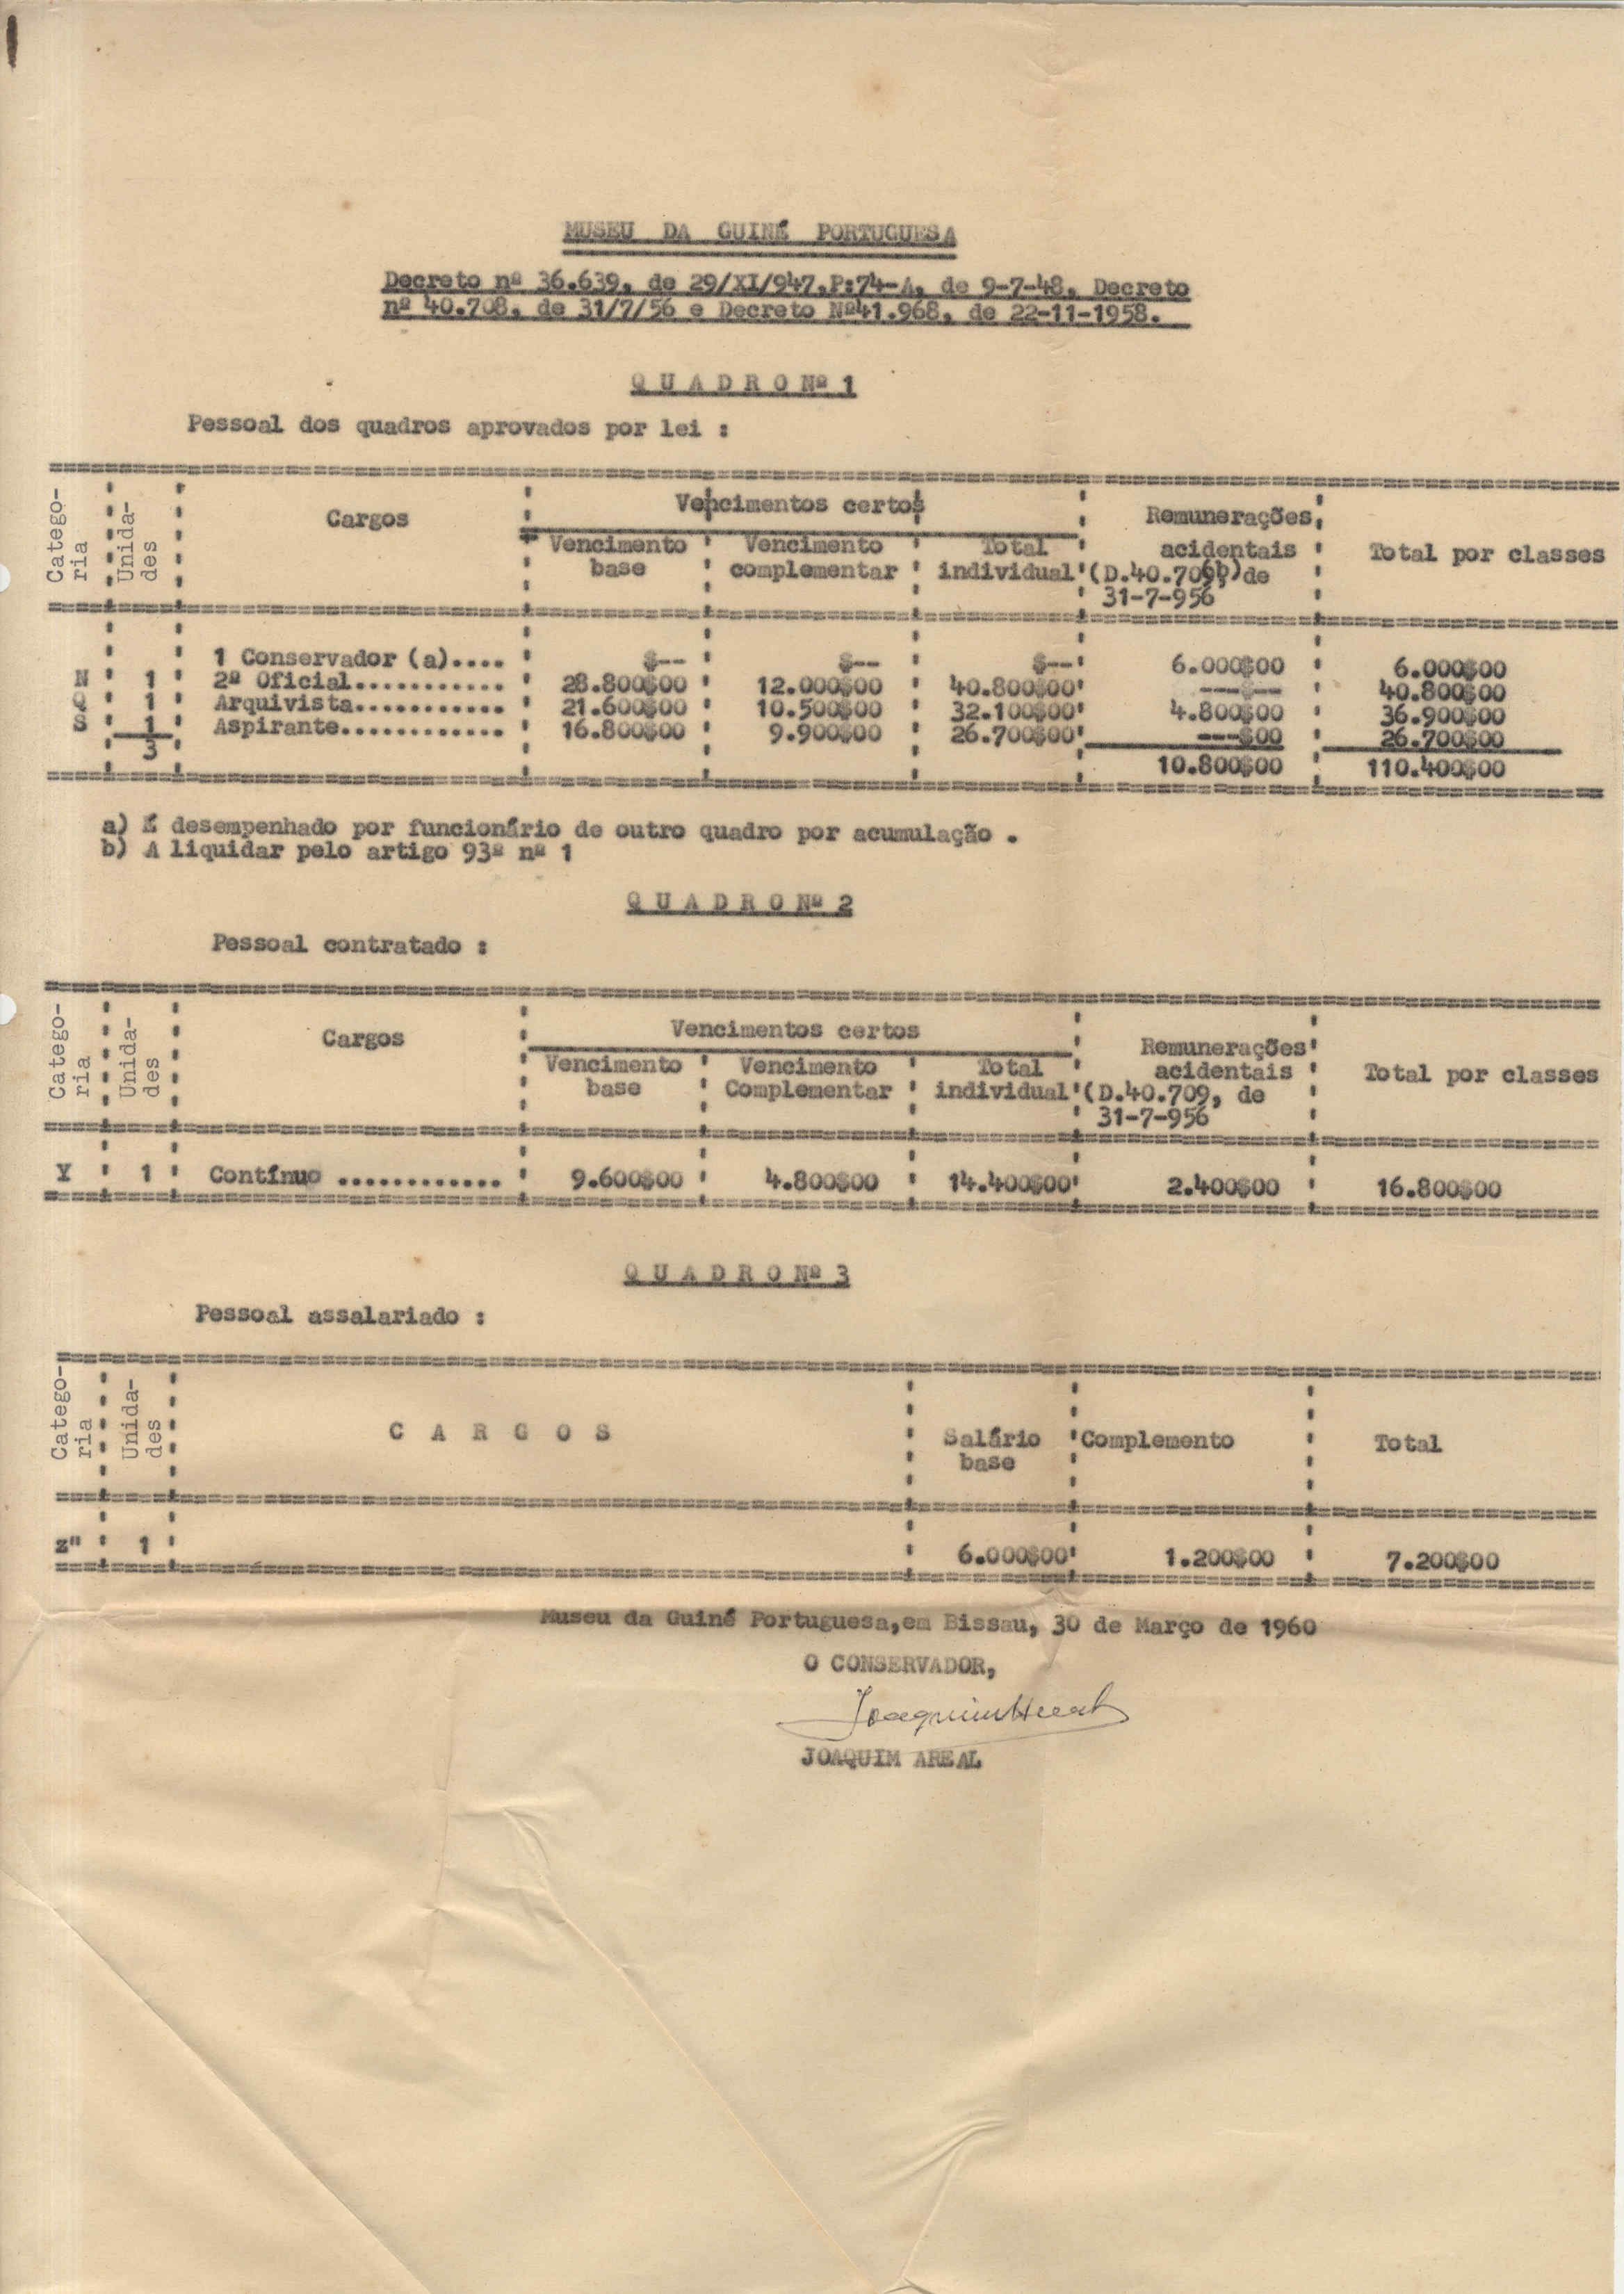 MUSEU DA GUINÉ PORTUGUESA
Decreto nº 36.639, de 29/XI/947,P:74-A, de 9-7-48, Decreto
nº 40.708, de 31/7/56 e Decreto Nº41.968, de 22-11-1958.
Q U A D R O Nº 1
Pessoal dos quadros aprovados por lei :
Catego-
ria
Unida-
des
Cargos
Vencimentos certos
Vencimento
base
Vencimento
complementar
Total
individual
Remunerações
acidentais
(D.40.709,b) de
31-7-956
Total por classes
1 Conservador (a).... $-- $-- $-- 6.000$00 6.000$00
N 1 2º Oficial........... 28.800$00 12.000$00 40.800$00 ---$-- 40.800$00
Q 1 Arquivista........... 21.600$00 10.500$00 32.100$00 4.800$00 36.900$00
S 1 Aspirante............ 16.800$00 9.900$00 26.700$00 ---$00 26.700$00
3 10.800$00 110.400$00
a) É desempenhado por funcionário de outro quadro por acumulação .
b) A liquidar pelo artigo 93º nº 1
Q U A D R O Nº 2
Pessoal contratado :
Catego-
ria
Unida-
des
Cargos
Vencimentos certos
Vencimento
base
Vencimento
Complementar
Total
individual
Remunerações
acidentais
(D.40.709, de
31-7-956
Total por classes
Y 1 Contínuo ............ 9.600$00 4.800$00 14.400$00 2.400$00 16.800$00
Q U A D R O Nº 3
Pessoal assalariado :
Catego-
ria
Unida-
des
C A R G O S
Salário
base
Complemento
Total
z" 1 6.000$00 1.200$00 7.200$00
Museu da Guiné Portuguesa,em Bissau, 30 de Março de 1960
O CONSERVADOR,
Joaquim Areal
JOAQUIM AREAL